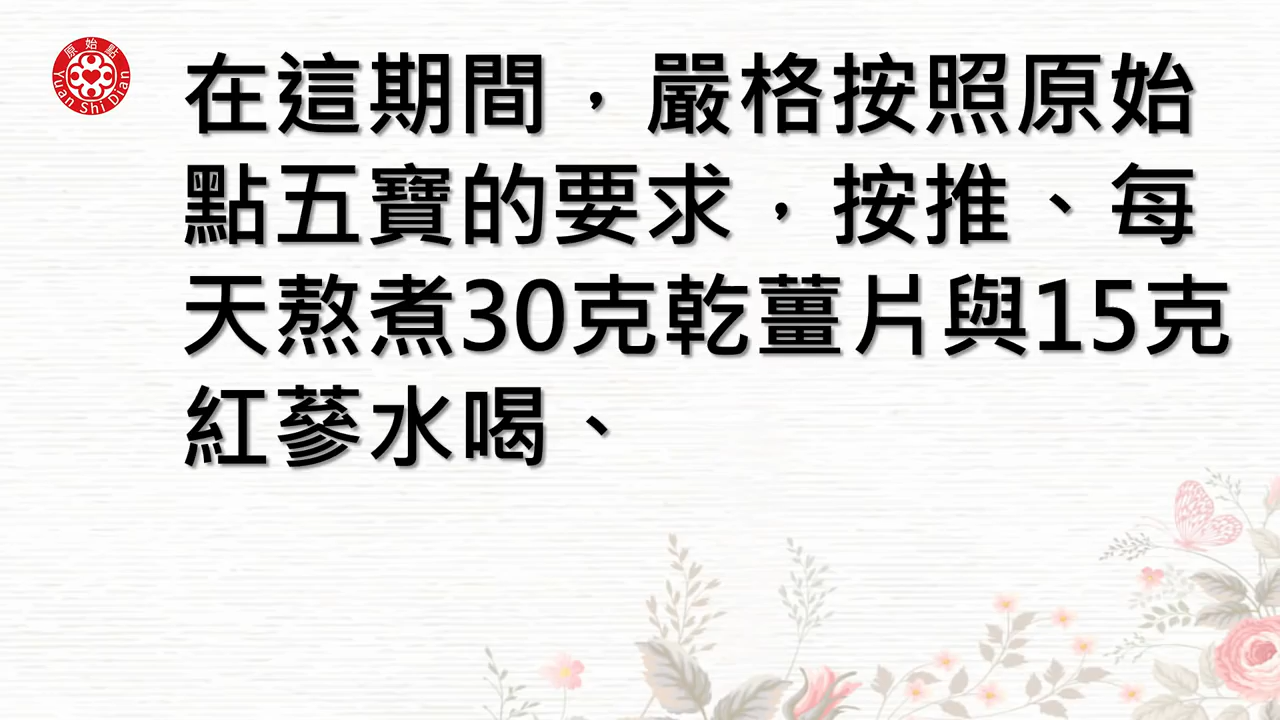 原始點
Yuan Shi Dian
在這期間，嚴格按照原始
點五寶的要求，按推、每
天熬煮30克乾薑片與15克
紅蔘水喝、